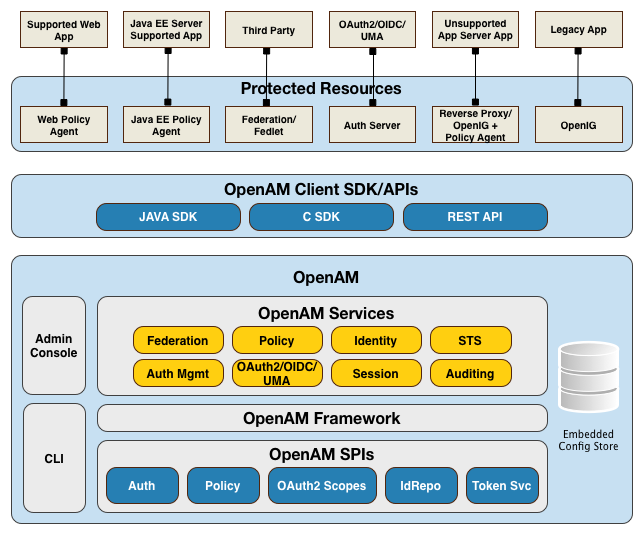 Supported Web
App
Java EE Server
Supported App
Third Party
OAuth2/OIDC/
UMA
Unsupported
App Server App
Legacy App
Protected Resources
Web Policy
Agent
Java EE Policy
Agent
Federation/
Fedlet
Auth Server
Reverse Proxy/
OpenIG +
Policy Agent
OpenIG
OpenAM Client SDK/APIs
JAVA SDK
C SDK
REST API
OpenAM
Admin
Console
CLI
OpenAM Services
Federation
Policy
Identity
STS
Auth Mgmt
OAuth2/OIDC/
UMA
Session
Auditing
OpenAM Framework
OpenAM SPIs
Auth
Policy
OAuth2 Scopes
IdRepo
Token Svc
Embedded
Config Store